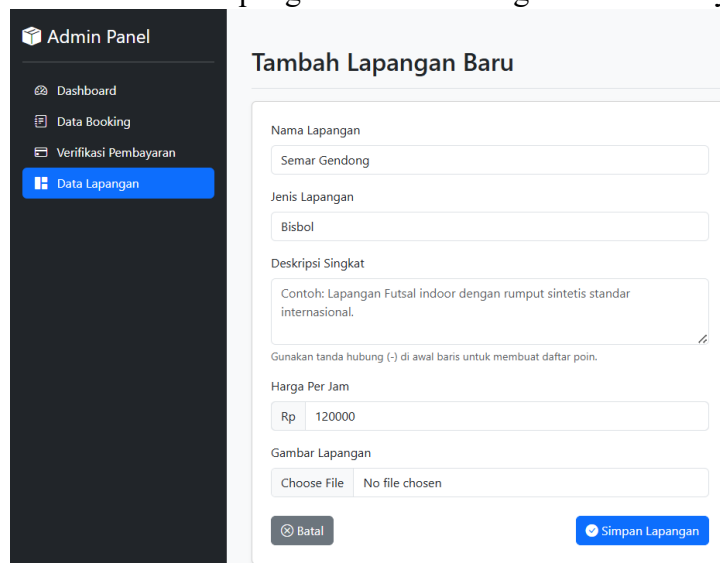 Admin Panel
Dashboard
Data Booking
Verifikasi Pembayaran
Data Lapangan
Tambah Lapangan Baru
Nama Lapangan
Semar Gendong
Jenis Lapangan
Bisbol
Deskripsi Singkat
Contoh: Lapangan Futsal indoor dengan rumput sintetis standar
internasional.
Gunakan tanda hubung (-) di awal baris untuk membuat daftar poin.
Harga Per Jam
Rp 120000
Gambar Lapangan
Choose File No file chosen
Batal
Simpan Lapangan